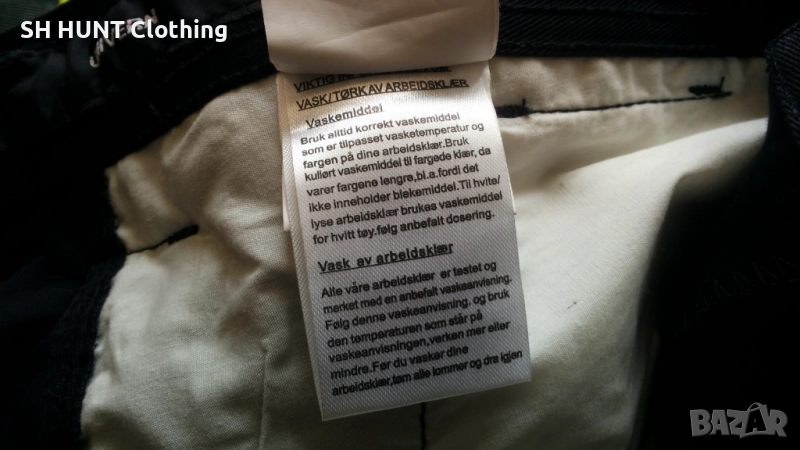 SH HUNT Clothing
VIKTIG
VASK/TØRK AV ARBEIDSKLÆR
Vaskemiddel
Bruk alltid korrekt vaskemiddel
som er tilpasset vasketemperatur og
fargen på dine arbeidsklær.Bruk
kulørt vaskemiddel til fargede klær, da
varer fargene lengre,bl.a.fordi det
ikke inneholder blekemiddel.Til hvite/
lyse arbeidsklær brukes vaskemiddel
for hvitt tøy.følg anbefalt dosering.
Vask av arbeidsklær
Alle våre arbeidsklær er testet og
merket med en anbefalt vaskeanvisning.
Følg denne vaskeanvisning. og bruk
den temperaturen som står på
vaskeanvisningen,verken mer eller
mindre.Før du vasker dine
arbeidsklær,tøm alle lommer og dra igjen
BAZAR